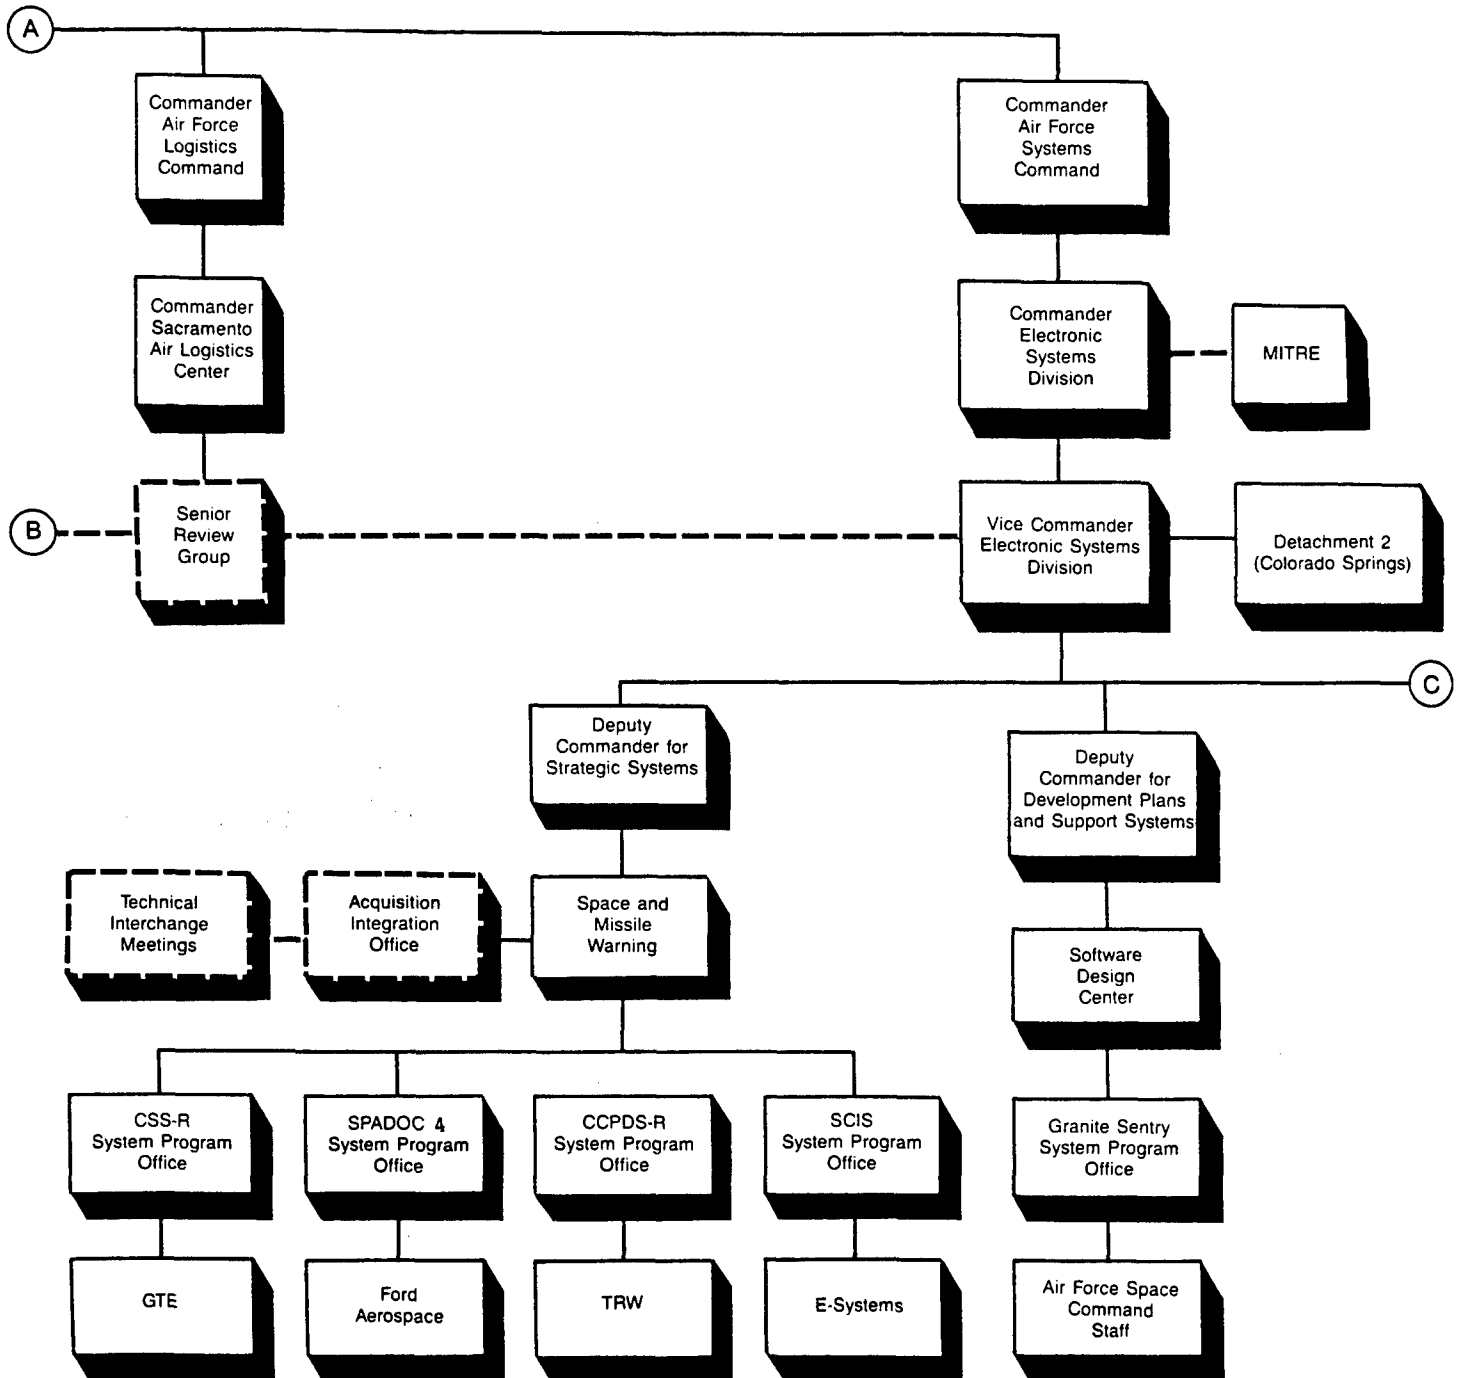 A
Commander
Air Force
Logistics
Command
Commander
Air Force
Systems
Command
Commander
Sacramento
Air Logistics
Center
Commander
Electronic
Systems
Division
MITRE
B
Senior
Review
Group
Vice Commander
Electronic Systems
Division
Detachment 2
(Colorado Springs)
C
Deputy
Commander for
Strategic Systems
Deputy
Commander for
Development Plans
and Support Systems
Technical
Interchange
Meetings
Acquisition
Integration
Office
Space and
Missile
Warning
Software
Design
Center
CSS-R
System Program
Office
SPADOC 4
System Program
Office
CCPDS-R
System Program
Office
SCIS
System Program
Office
Granite Sentry
System Program
Office
GTE
Ford
Aerospace
TRW
E-Systems
Air Force Space
Command
Staff